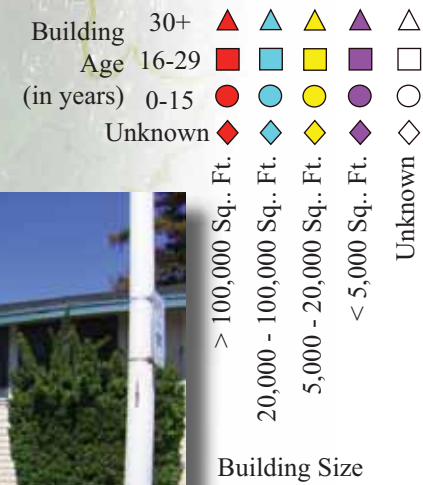 Building
Age
(in years)
30+
16-29
0-15
Unknown
> 100,000 Sq.. Ft.
20,000 - 100,000 Sq.. Ft.
5,000 - 20,000 Sq.. Ft.
< 5,000 Sq.. Ft.
Unknown
Building Size